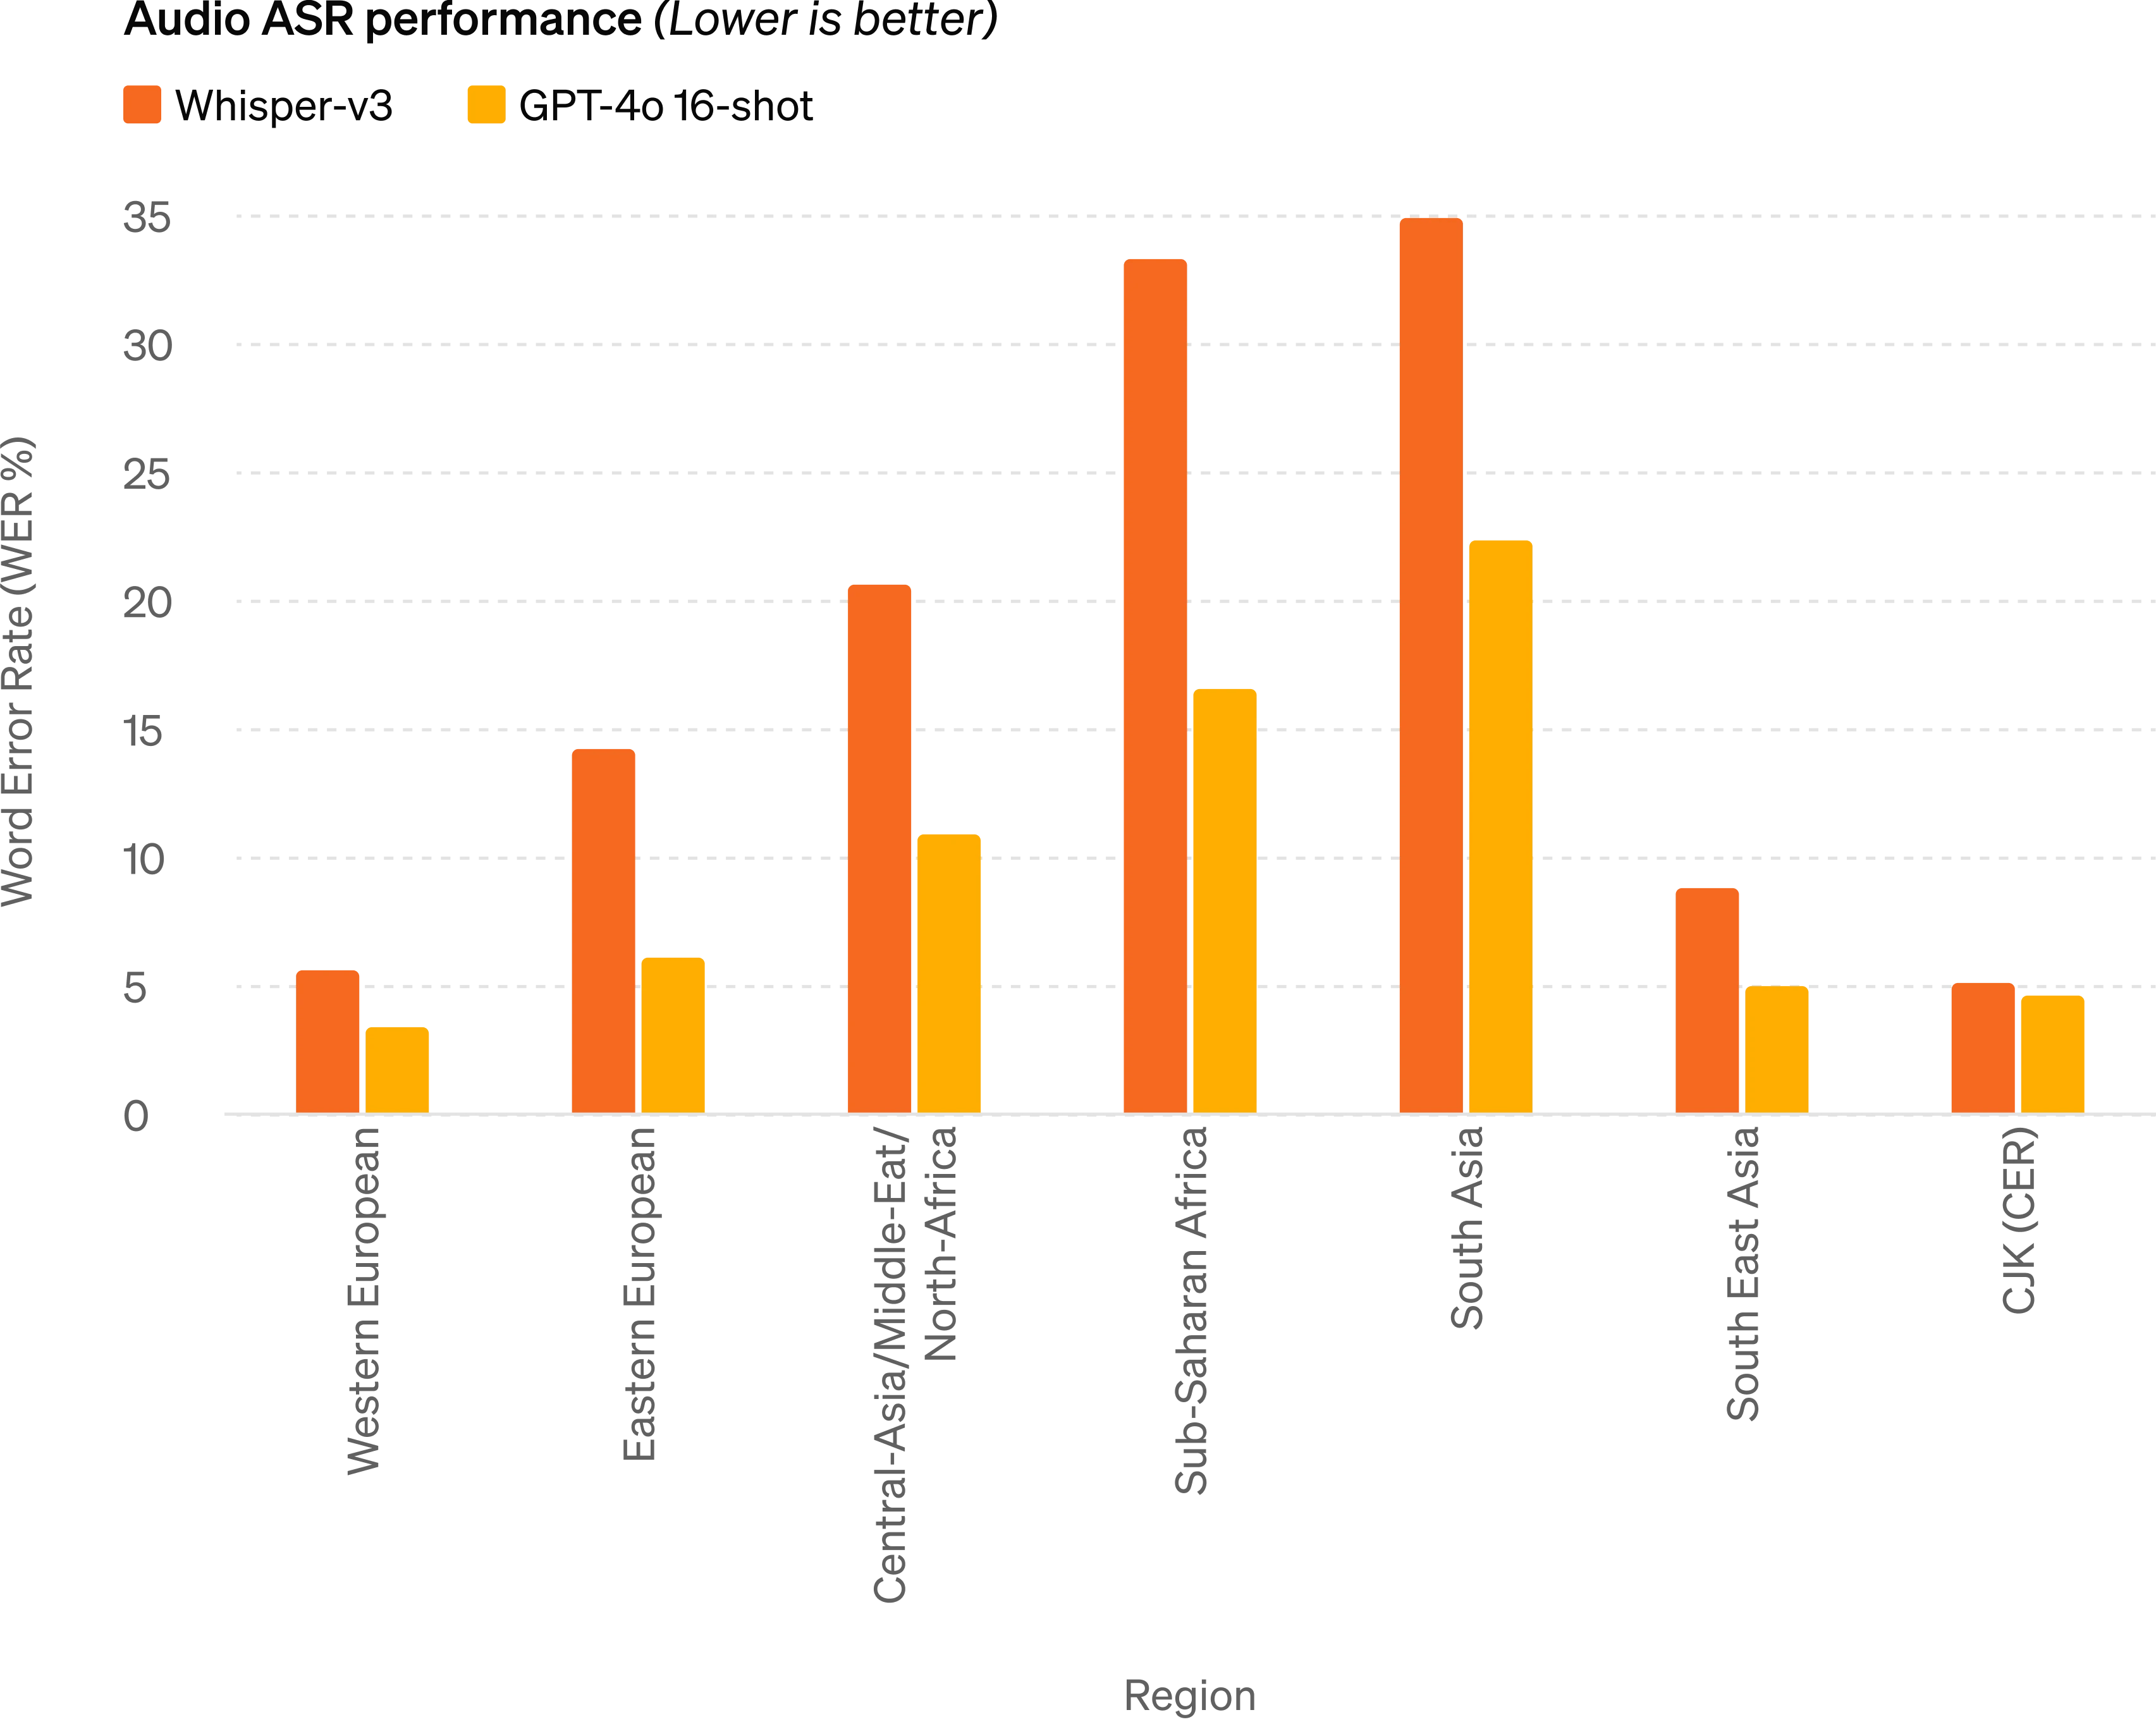 Audio ASR performance (Lower is better)
Whisper-v3 GPT-4o 16-shot
Word Error Rate (WER %)
35
30
25
20
15
10
5
0
Western European
Eastern European
Central-Asia/Middle-Eat/
North-Africa
Sub-Saharan Africa
South Asia
South East Asia
CJK (CER)
Region